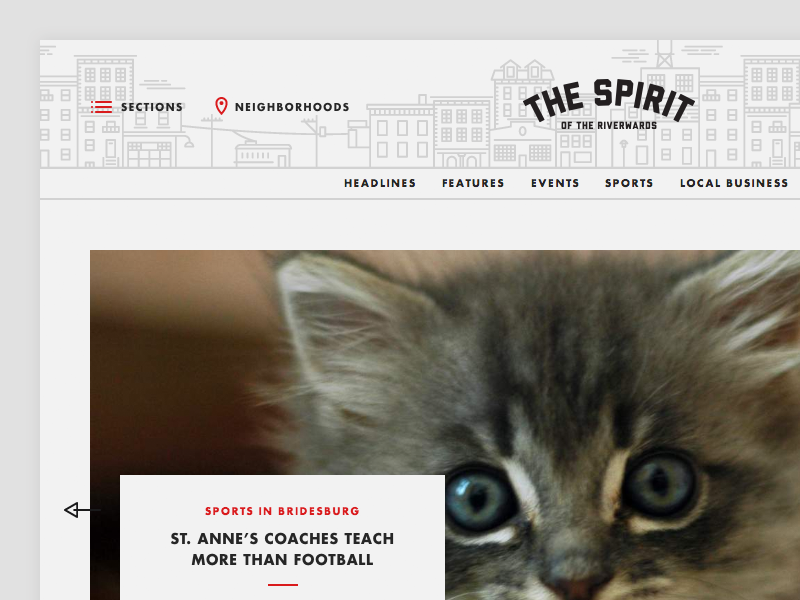 SECTIONS
NEIGHBORHOODS
THE SPIRIT
OF THE RIVERWARDS
HEADLINES
FEATURES
EVENTS
SPORTS
LOCAL BUSINESS
SPORTS IN BRIDESBURG
ST. ANNE’S COACHES TEACH
MORE THAN FOOTBALL